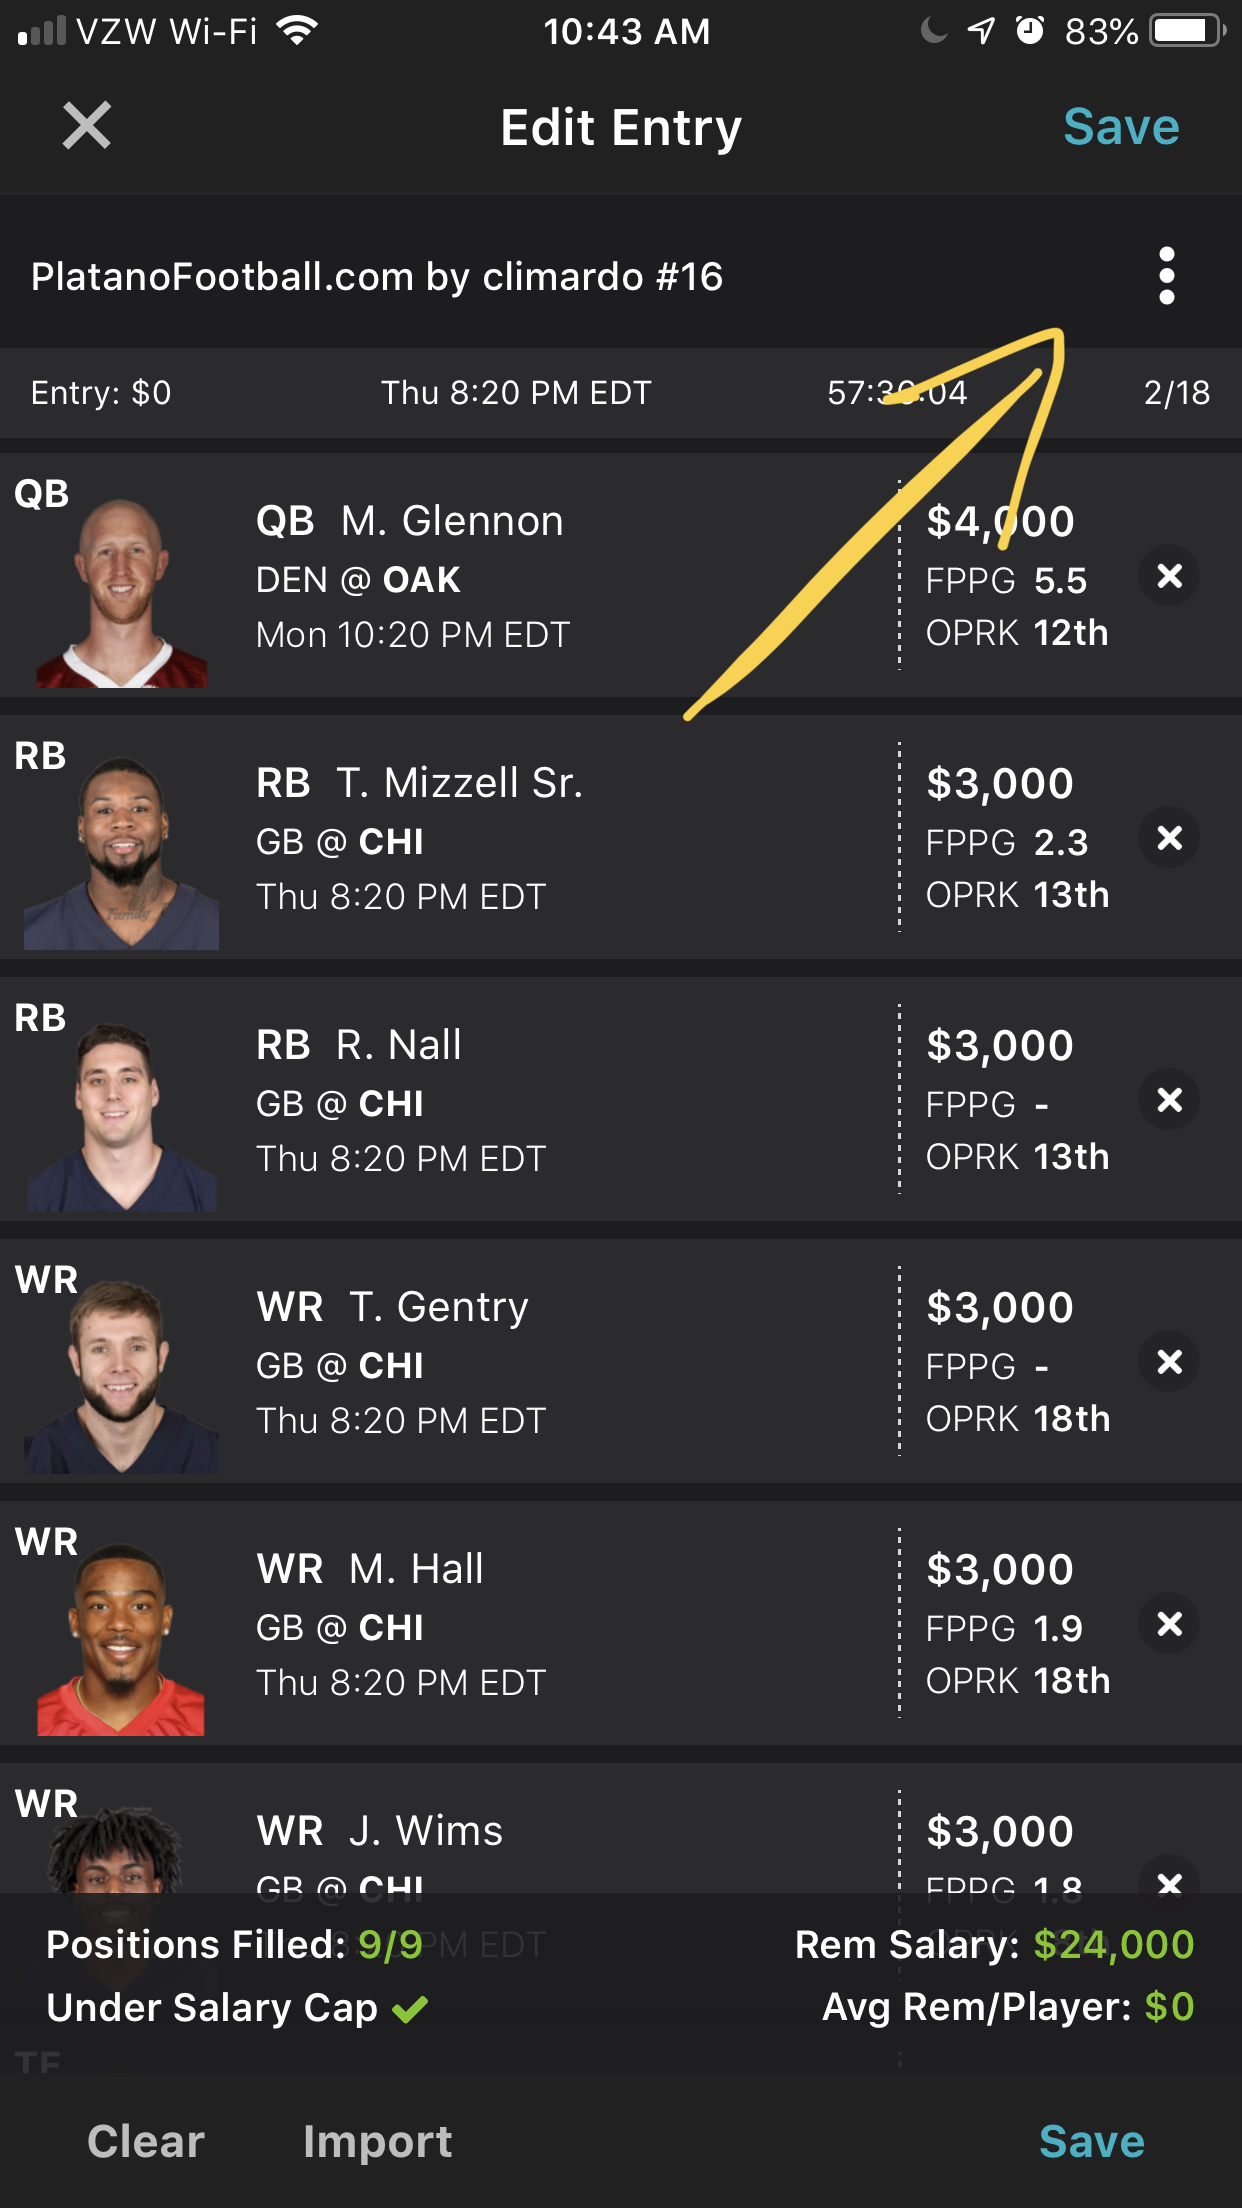 VZW Wi-Fi 10:43 AM 83%
Edit Entry Save
PlatanoFootball.com by climardo #16
Entry: $0 Thu 8:20 PM EDT 57:36:04 2/18
QB QB M. Glennon $4,000
DEN @ OAK FPPG 5.5
Mon 10:20 PM EDT OPRK 12th
RB RB T. Mizzell Sr. $3,000
GB @ CHI FPPG 2.3
Thu 8:20 PM EDT OPRK 13th
Family
RB RB R. Nall $3,000
GB @ CHI FPPG -
Thu 8:20 PM EDT OPRK 13th
WR WR T. Gentry $3,000
GB @ CHI FPPG -
Thu 8:20 PM EDT OPRK 18th
WR WR M. Hall $3,000
GB @ CHI FPPG 1.9
Thu 8:20 PM EDT OPRK 18th
WR WR J. Wims $3,000
GB @ CHI FPPG 1.8
Positions Filled: 9/9 Rem Salary: $24,000
Under Salary Cap Avg Rem/Player: $0
TE
Clear Import Save